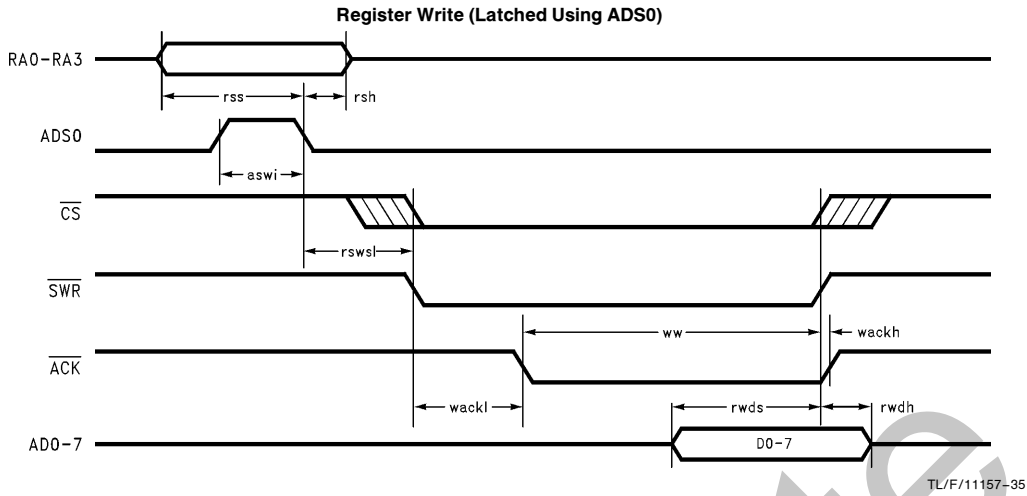 Register Write (Latched Using ADS0)
RA0-RA3
rss
rsh
ADS0
aswi
CS
rswsl
SWR
ww
wackh
ACK
wackl
rwds
rwdh
AD0-7
D0-7
TL/F/11157-35